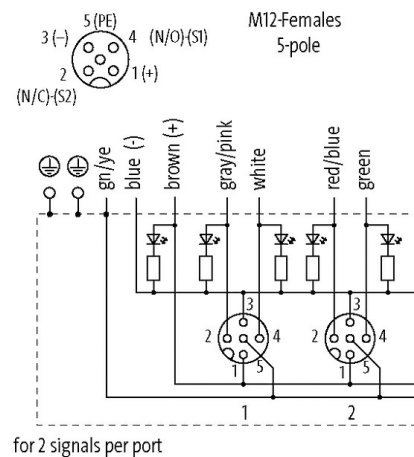 5 (PE)
3 (−)
4
(N/O)-(S1)
2
1 (+)
(N/C)-(S2)
M12-Females
5-pole
gn/ye
blue (-)
brown (+)
gray/pink
white
red/blue
green
3
3
2
4
2
4
1
5
1
5
1
2
for 2 signals per port